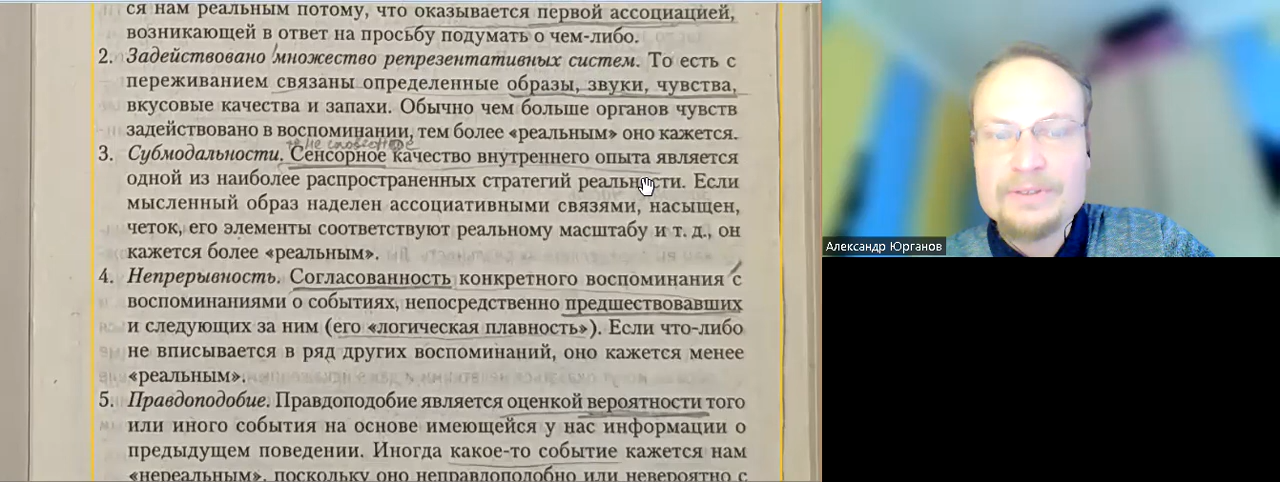 ся нам реальным потому, что оказывается первой ассоциацией,
возникающей в ответ на просьбу подумать о чем-либо.
2. Задействовано множество репрезентативных систем. То есть с
переживанием связаны определенные образы, звуки, чувства,
вкусовые качества и запахи. Обычно чем больше органов чувств
задействовано в воспоминании, тем более «реальным» оно кажется.
3. Субмодальности. Сенсорное качество внутреннего опыта является
одной из наиболее распространенных стратегий реальности. Если
мысленный образ наделен ассоциативными связями, насыщен,
четок, его элементы соответствуют реальному масштабу и т. д., он
кажется более «реальным».
4. Непрерывность. Согласованность конкретного воспоминания с
воспоминаниями о событиях, непосредственно предшествовавших
и следующих за ним (его «логическая плавность»). Если что-либо
не вписывается в ряд других воспоминаний, оно кажется менее
«реальным».
5. Правдоподобие. Правдоподобие является оценкой вероятности того
или иного события на основе имеющейся у нас информации о
предыдущем поведении. Иногда какое-то событие кажется нам
«нереальным», поскольку оно неправдоподобно или невероятно с
Александр Юрганов